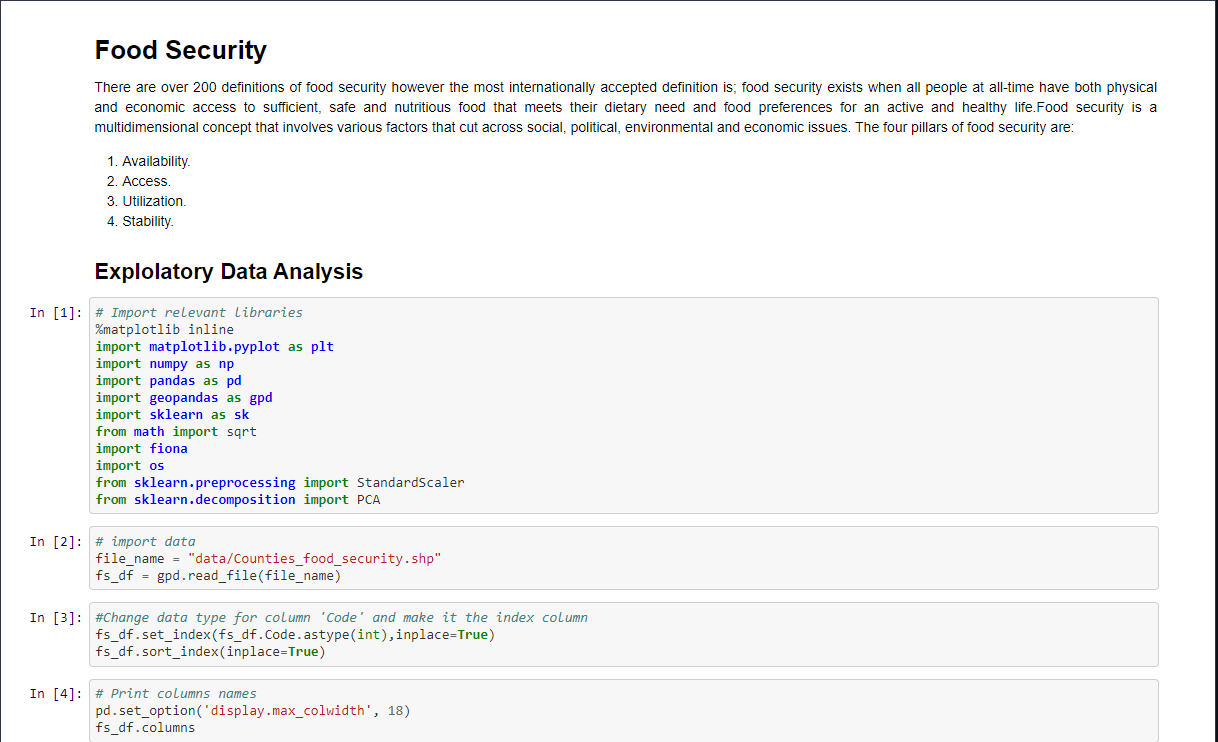 Food Security
There are over 200 definitions of food security however the most internationally accepted definition is; food security exists when all people at all-time have both physical
and economic access to sufficient, safe and nutritious food that meets their dietary need and food preferences for an active and healthy life.Food security is a
multidimensional concept that involves various factors that cut across social, political, environmental and economic issues. The four pillars of food security are:
1. Availability.
2. Access.
3. Utilization.
4. Stability.
Explolatory Data Analysis
In [1]: # Import relevant libraries
%matplotlib inline
import matplotlib.pyplot as plt
import numpy as np
import pandas as pd
import geopandas as gpd
import sklearn as sk
from math import sqrt
import fiona
import os
from sklearn.preprocessing import StandardScaler
from sklearn.decomposition import PCA
In [2]: # import data
file_name = "data/Counties_food_security.shp"
fs_df = gpd.read_file(file_name)
In [3]: #Change data type for column 'Code' and make it the index column
fs_df.set_index(fs_df.Code.astype(int),inplace=True)
fs_df.sort_index(inplace=True)
In [4]: # Print columns names
pd.set_option('display.max_colwidth', 18)
fs_df.columns